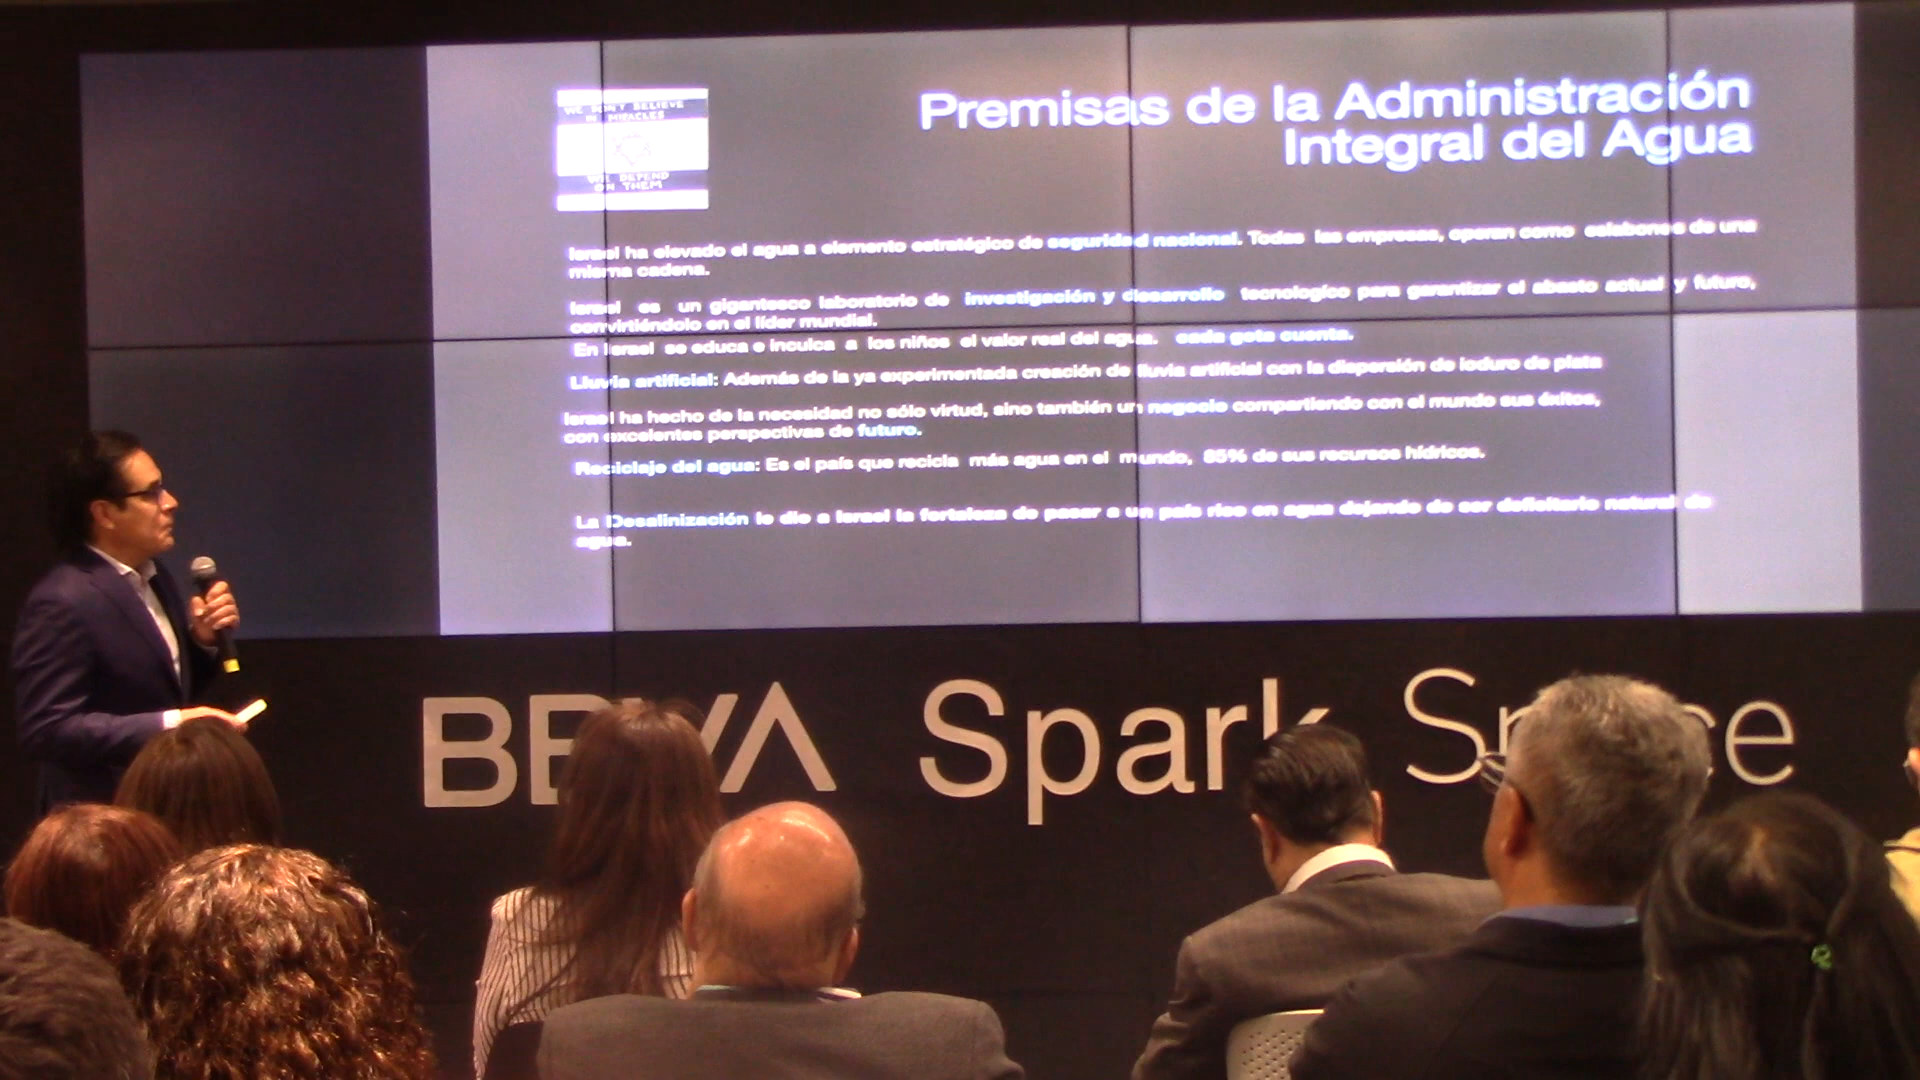 WE DON'T BELIEVE
IN MIRACLES
WE DEPEND
ON THEM
Premisas de la Administración
Integral del Agua
Israel ha elevado el agua a elemento estratégico de seguridad nacional. Todas las empresas, operan como eslabones de una
misma cadena.
Israel es un gigantesco laboratorio de investigación y desarrollo tecnologico para garantizar el abasto actual y futuro,
convirtiéndolo en el líder mundial.
En Israel se educa e inculca a los niños el valor real del agua. cada gota cuenta.
Lluvia artificial: Además de la ya experimentada creación de lluvia artificial con la dispersión de ioduro de plata
Israel ha hecho de la necesidad no sólo virtud, sino también un negocio compartiendo con el mundo sus éxitos,
con excelentes perspectivas de futuro.
Reciclaje del agua: Es el país que recicla más agua en el mundo, 85% de sus recursos hídricos.
La Desalinización le dio a Israel la fortaleza de pasar a un país rico en agua dejando de ser deficitario natural de
agua.
BBVA Spark Space